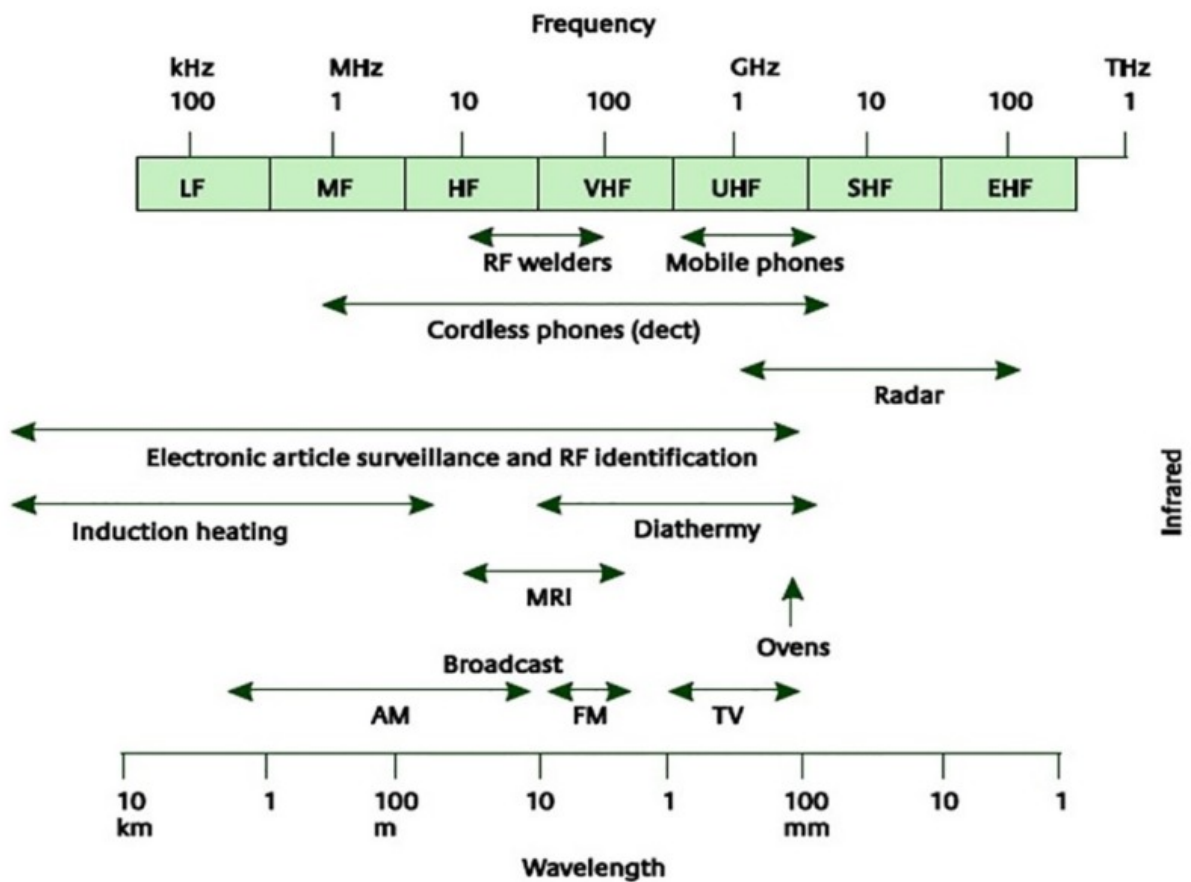 Frequency
kHz MHz GHz THz
100 1 10 100 1 10 100 1
LF MF HF VHF UHF SHF EHF
RF welders Mobile phones
Cordless phones (dect)
Radar
Electronic article surveillance and RF identification
Infrared
Induction heating Diathermy
MRI
Ovens
Broadcast
AM FM TV
10 1 100 10 1 100 10 1
km m mm
Wavelength